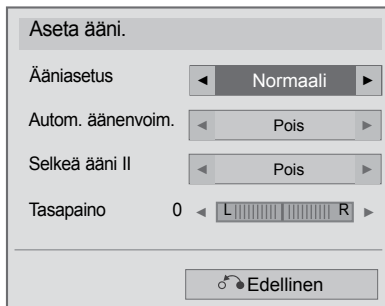 Aseta ääni.
Ääniasetus ◄ Normaali ►
Autom. äänenvoim. ◄ Pois ►
Selkeä ääni II ◄ Pois ►
Tasapaino 0 ◄ L R ►
Edellinen